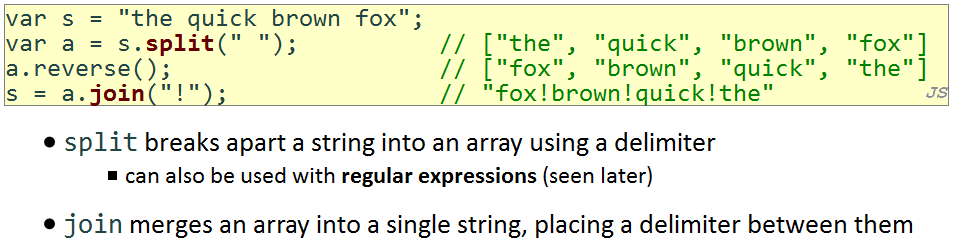 var s = "the quick brown fox";
var a = s.split(" ");                // ["the", "quick", "brown", "fox"]
a.reverse();                         // ["fox", "brown", "quick", "the"]
s = a.join("!");                     // "fox!brown!quick!the"
JS
• split breaks apart a string into an array using a delimiter
▪ can also be used with regular expressions (seen later)
• join merges an array into a single string, placing a delimiter between them